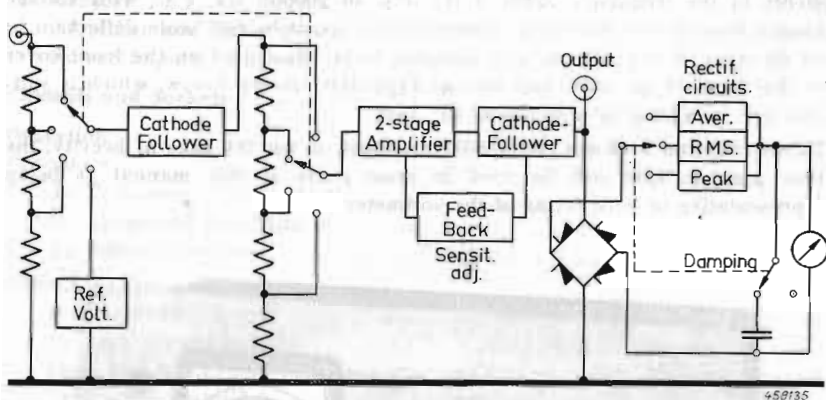 Output
Rectif.
circuits.
Aver.
R.M.S.
Peak
Cathode
Follower
2-stage
Amplifier
Cathode-
Follower
Feed-
Back
Sensit.
adj.
Damping
Ref.
Volt.
458135